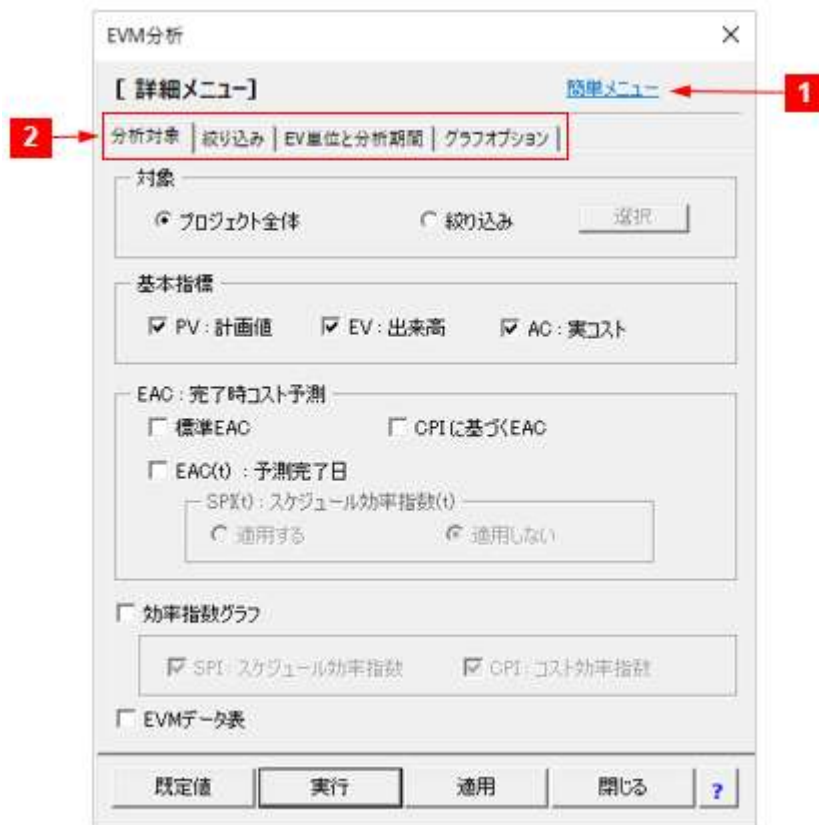 EVM分析
[ 詳細メニュー]
簡単メニュー
1
2
分析対象 絞り込み EV単位と分析期間 グラフオプション
対象
プロジェクト全体 絞り込み 選択
基本指標
PV : 計画値 EV : 出来高 AC : 実コスト
EAC : 完了時コスト予測
標準EAC CPIに基づくEAC
EAC(t) : 予測完了日
SPI(t) : スケジュール効率指数(t)
適用する 適用しない
効率指数グラフ
SPI : スケジュール効率指数 CPI : コスト効率指数
EVMデータ表
既定値 実行 適用 閉じる ?